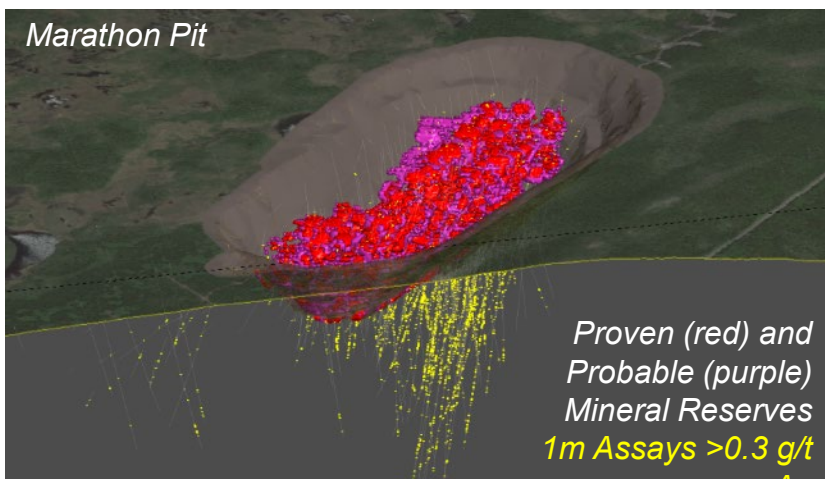 Marathon Pit
Proven (red) and
Probable (purple)
Mineral Reserves
1m Assays >0.3 g/t